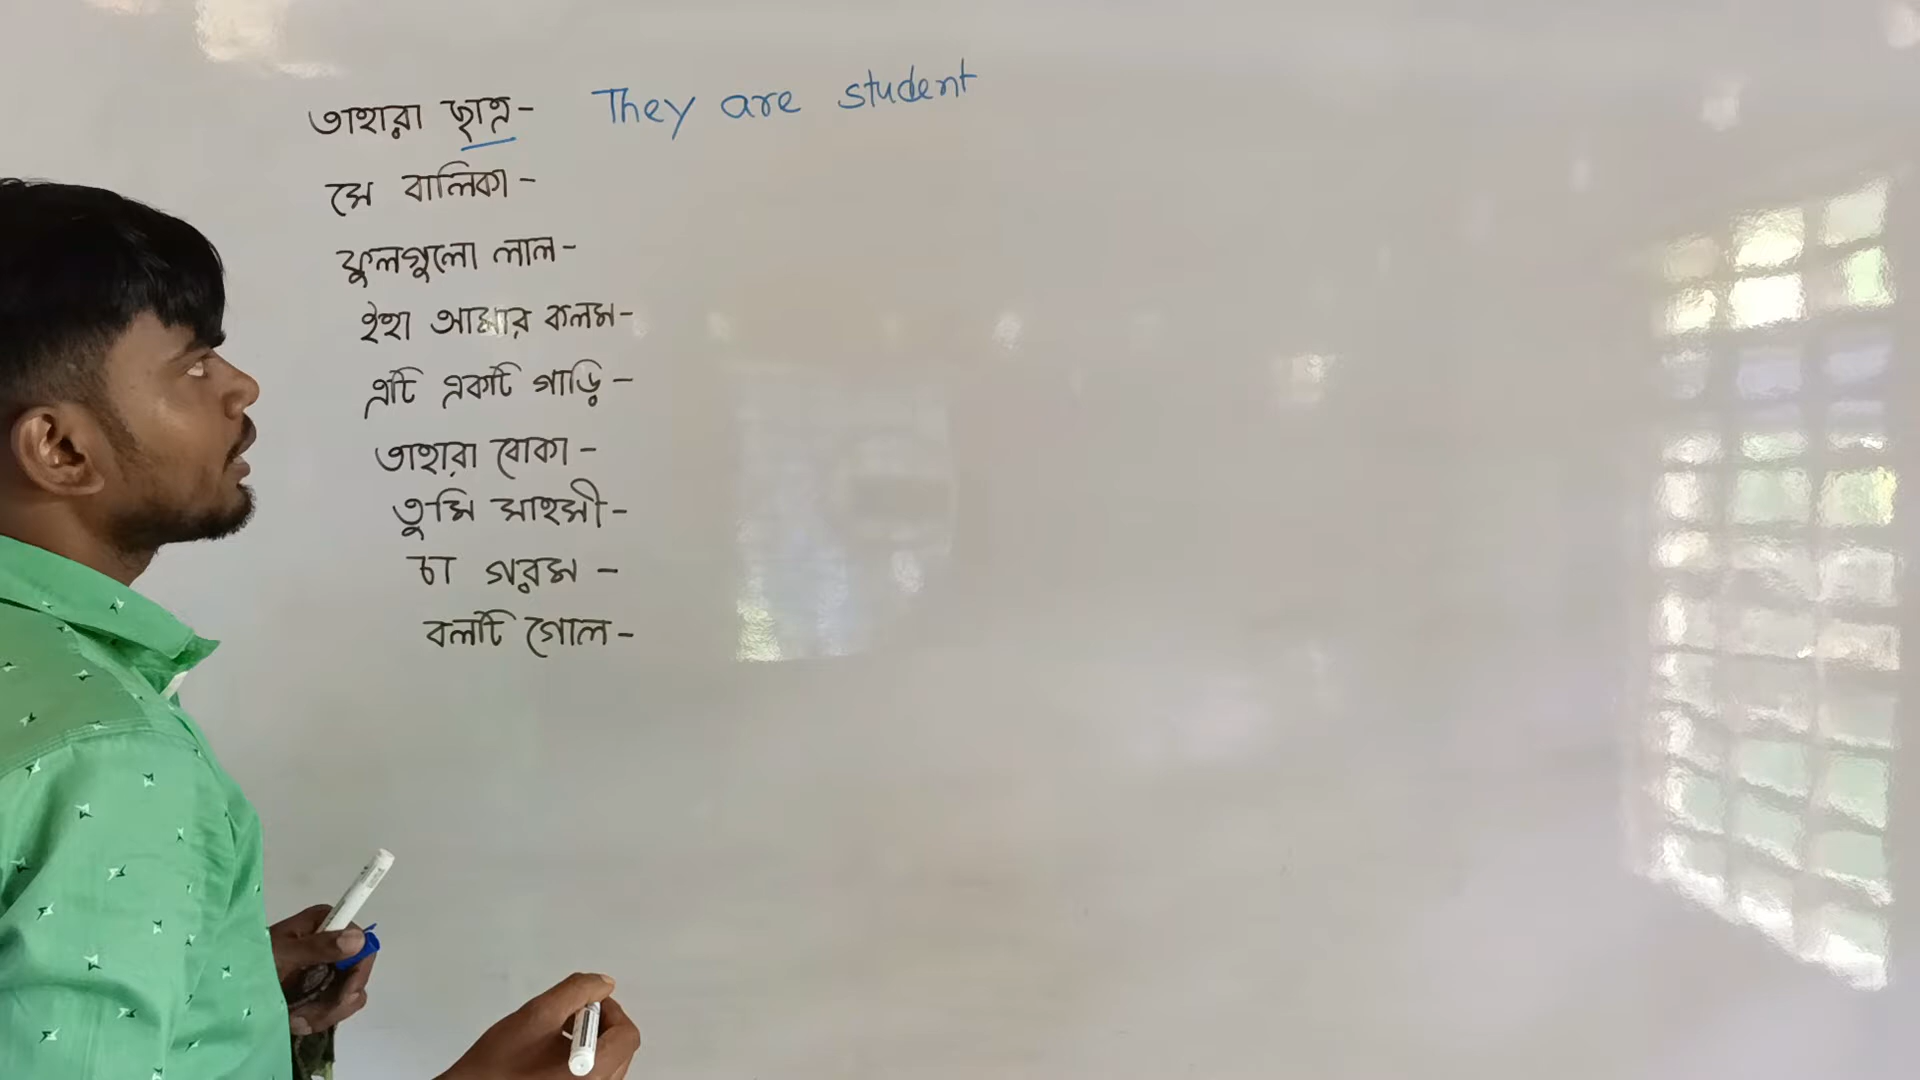 তাহারা ছাত্র- They are student
সে বালিকা-
ফুলগুলো লাল-
ইহা আমার কলম-
এটি একটি গাড়ি-
তাহারা বোকা-
তুমি সাহসী-
চা গরম -
বলটি গোল-